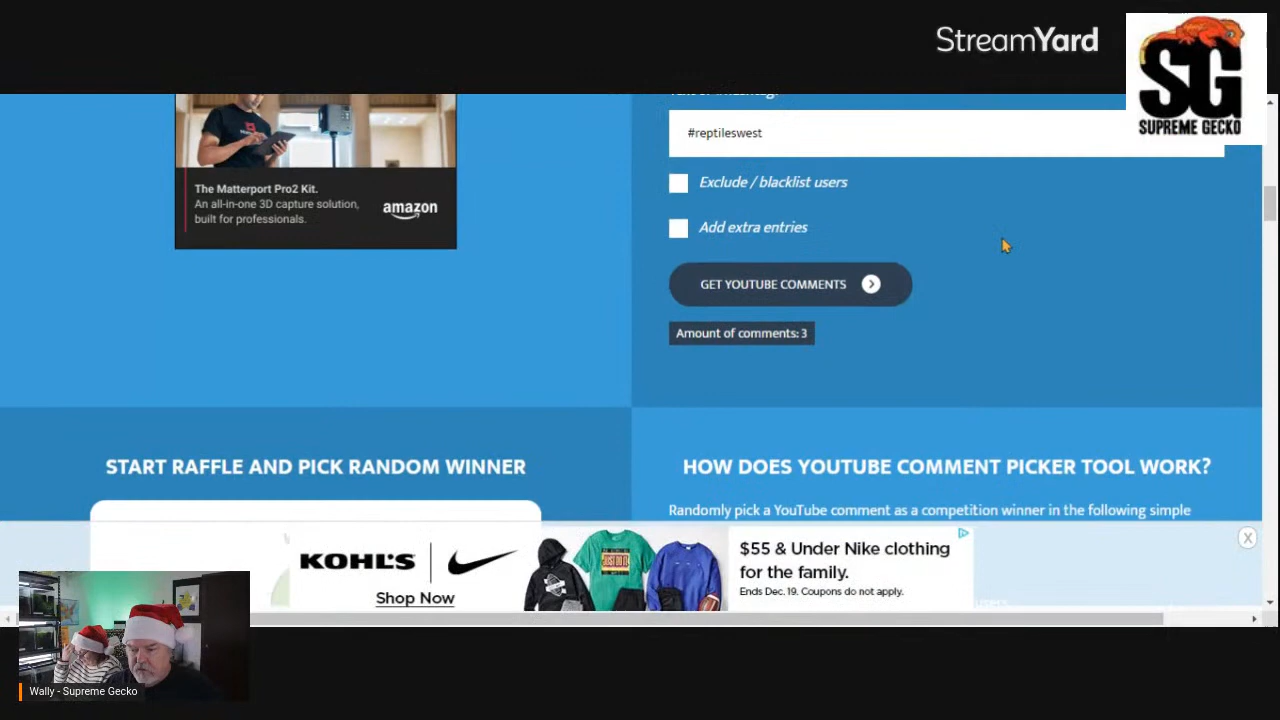 StreamYard
SG
SUPREME GECKO
#reptileswest
Exclude / blacklist users
Add extra entries
GET YOUTUBE COMMENTS
Amount of comments: 3
The Matterport Pro2 Kit.
An all-in-one 3D capture solution,
built for professionals.
amazon
START RAFFLE AND PICK RANDOM WINNER
HOW DOES YOUTUBE COMMENT PICKER TOOL WORK?
Randomly pick a YouTube comment as a competition winner in the following simple
KOHL'S
Shop Now
$55 & Under Nike clothing
for the family.
Ends Dec. 19. Coupons do not apply.
Wally - Supreme Gecko